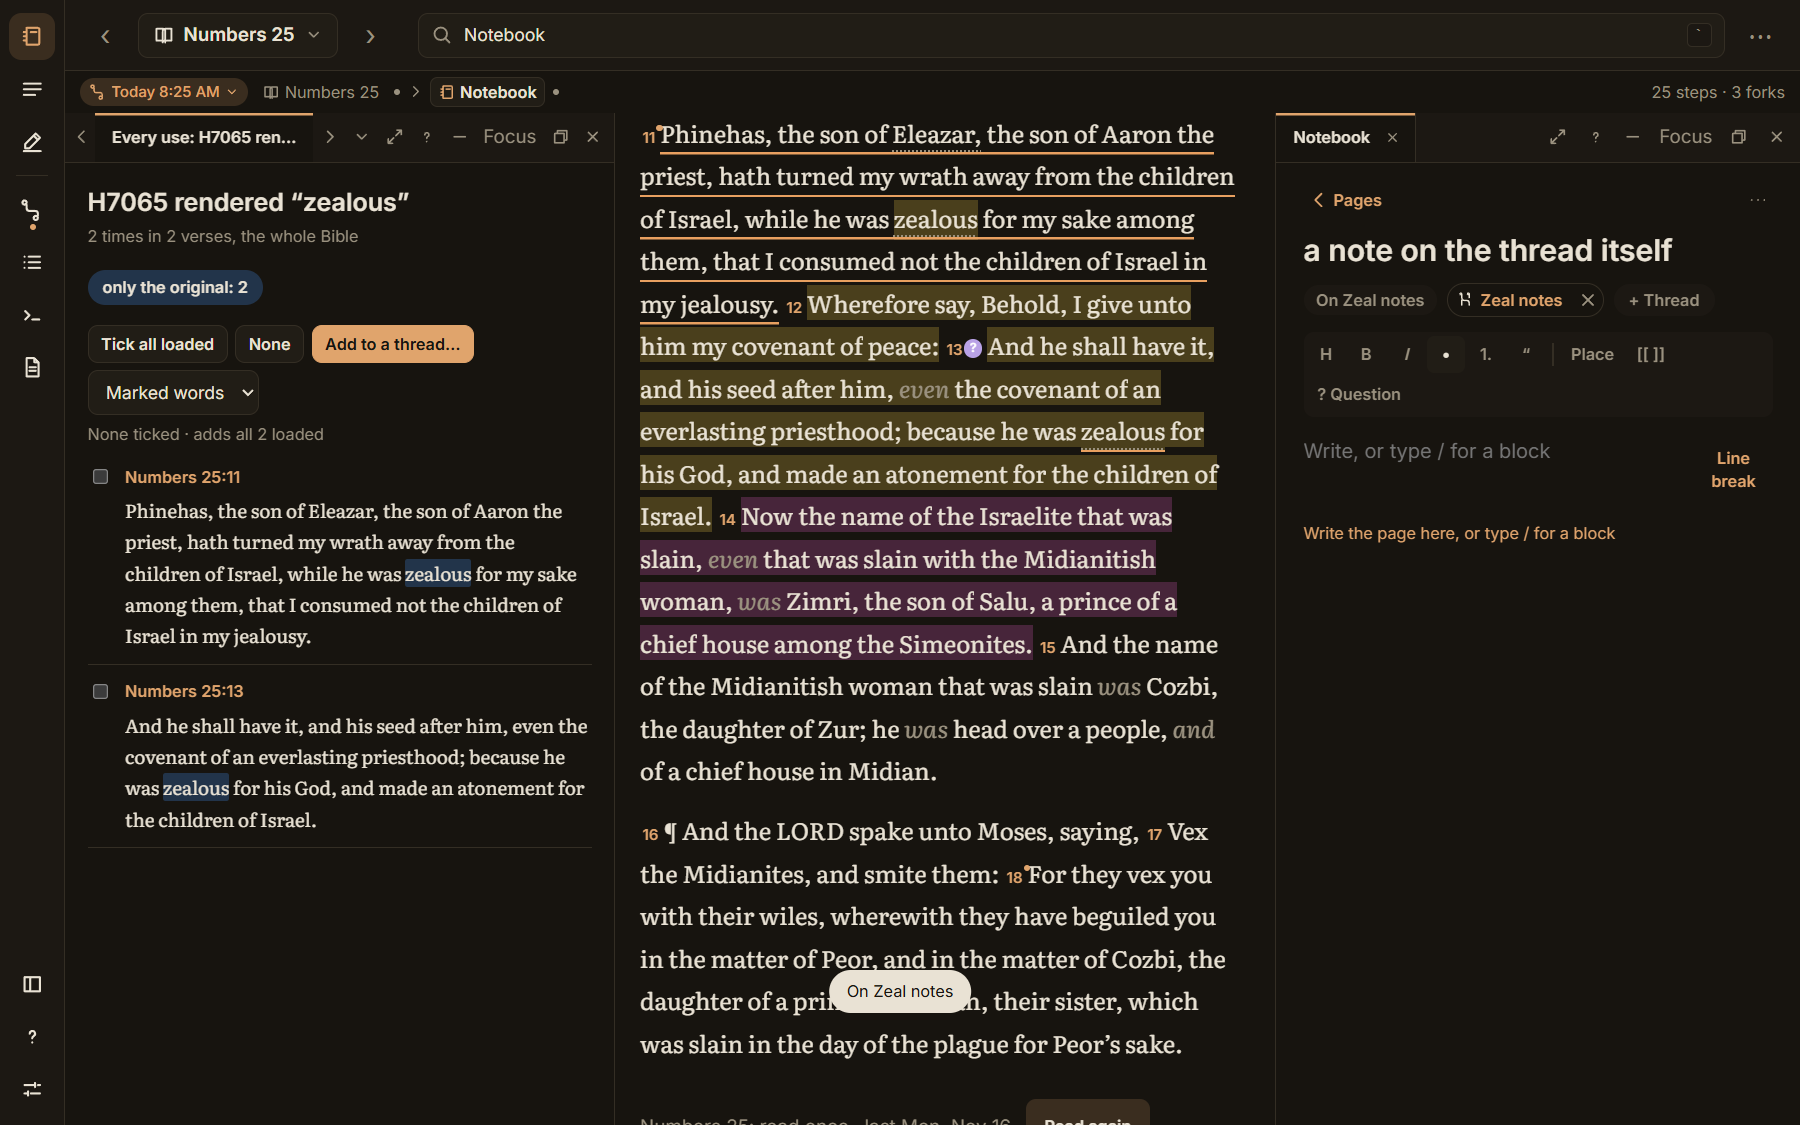 Numbers 25
Notebook
`
Today 8:25 AM
Numbers 25
Notebook
25 steps · 3 forks
Every use: H7065 ren...
?
Focus
H7065 rendered “zealous”
2 times in 2 verses, the whole Bible
only the original: 2
Tick all loaded
None
Add to a thread...
Marked words
None ticked · adds all 2 loaded
Numbers 25:11
Phinehas, the son of Eleazar, the son of Aaron the
priest, hath turned my wrath away from the
children of Israel, while he was zealous for my sake
among them, that I consumed not the children of
Israel in my jealousy.
Numbers 25:13
And he shall have it, and his seed after him, even the
covenant of an everlasting priesthood; because he
was zealous for his God, and made an atonement for
the children of Israel.
11 Phinehas, the son of Eleazar, the son of Aaron the
priest, hath turned my wrath away from the children
of Israel, while he was zealous for my sake among
them, that I consumed not the children of Israel in
my jealousy. 12 Wherefore say, Behold, I give unto
him my covenant of peace: 13 ? And he shall have it,
and his seed after him, even the covenant of an
everlasting priesthood; because he was zealous for
his God, and made an atonement for the children of
Israel. 14 Now the name of the Israelite that was
slain, even that was slain with the Midianitish
woman, was Zimri, the son of Salu, a prince of a
chief house among the Simeonites. 15 And the name
of the Midianitish woman that was slain was Cozbi,
the daughter of Zur; he was head over a people, and
of a chief house in Midian.
16 ¶ And the LORD spake unto Moses, saying, 17 Vex
the Midianites, and smite them: 18 For they vex you
with their wiles, wherewith they have beguiled you
in the matter of Peor, and in the matter of Cozbi, the
daughter of a their sister, which
On Zeal notes
was slain in the day of the plague for Peor’s sake.
Numbers 25: read once · last Mon, Nov 16
Read again
Notebook
?
Focus
Pages
a note on the thread itself
On Zeal notes
Zeal notes
+ Thread
H B I • 1. “ Place [[ ]]
? Question
Write, or type / for a block
Line
break
Write the page here, or type / for a block
?